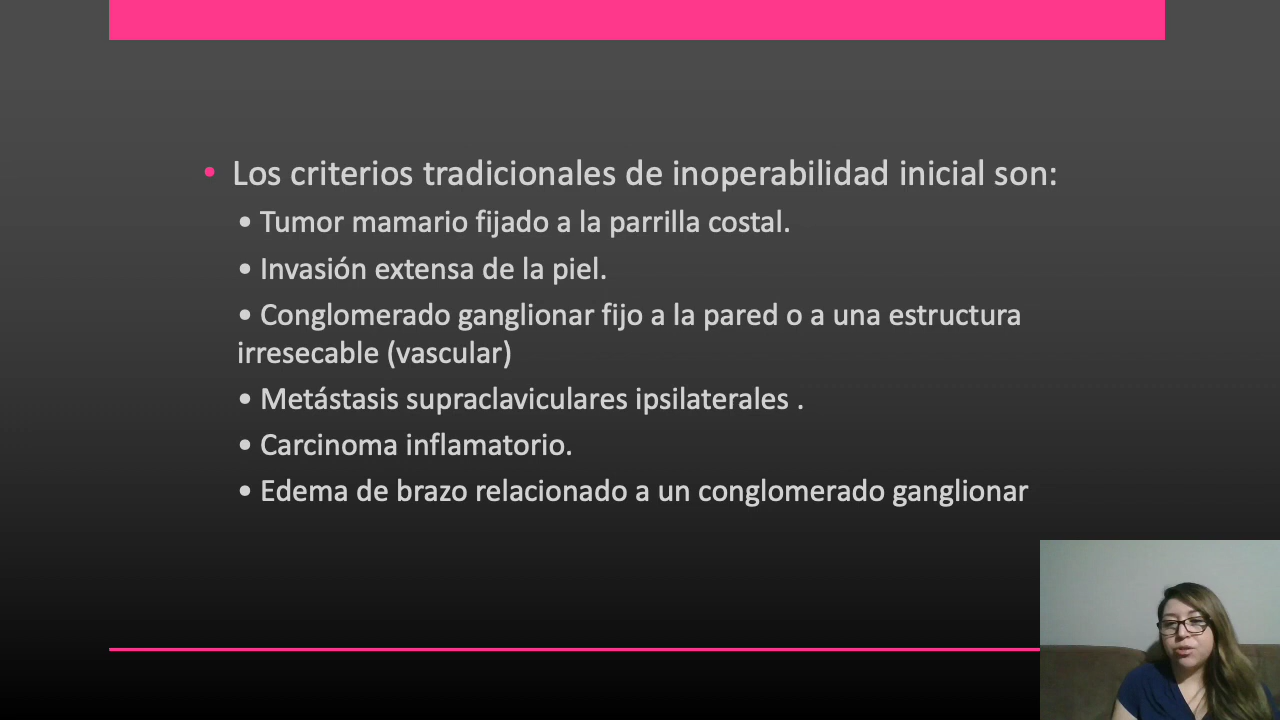 • Los criterios tradicionales de inoperabilidad inicial son:
• Tumor mamario fijado a la parrilla costal.
• Invasión extensa de la piel.
• Conglomerado ganglionar fijo a la pared o a una estructura
irresecable (vascular)
• Metástasis supraclaviculares ipsilaterales .
• Carcinoma inflamatorio.
• Edema de brazo relacionado a un conglomerado ganglionar